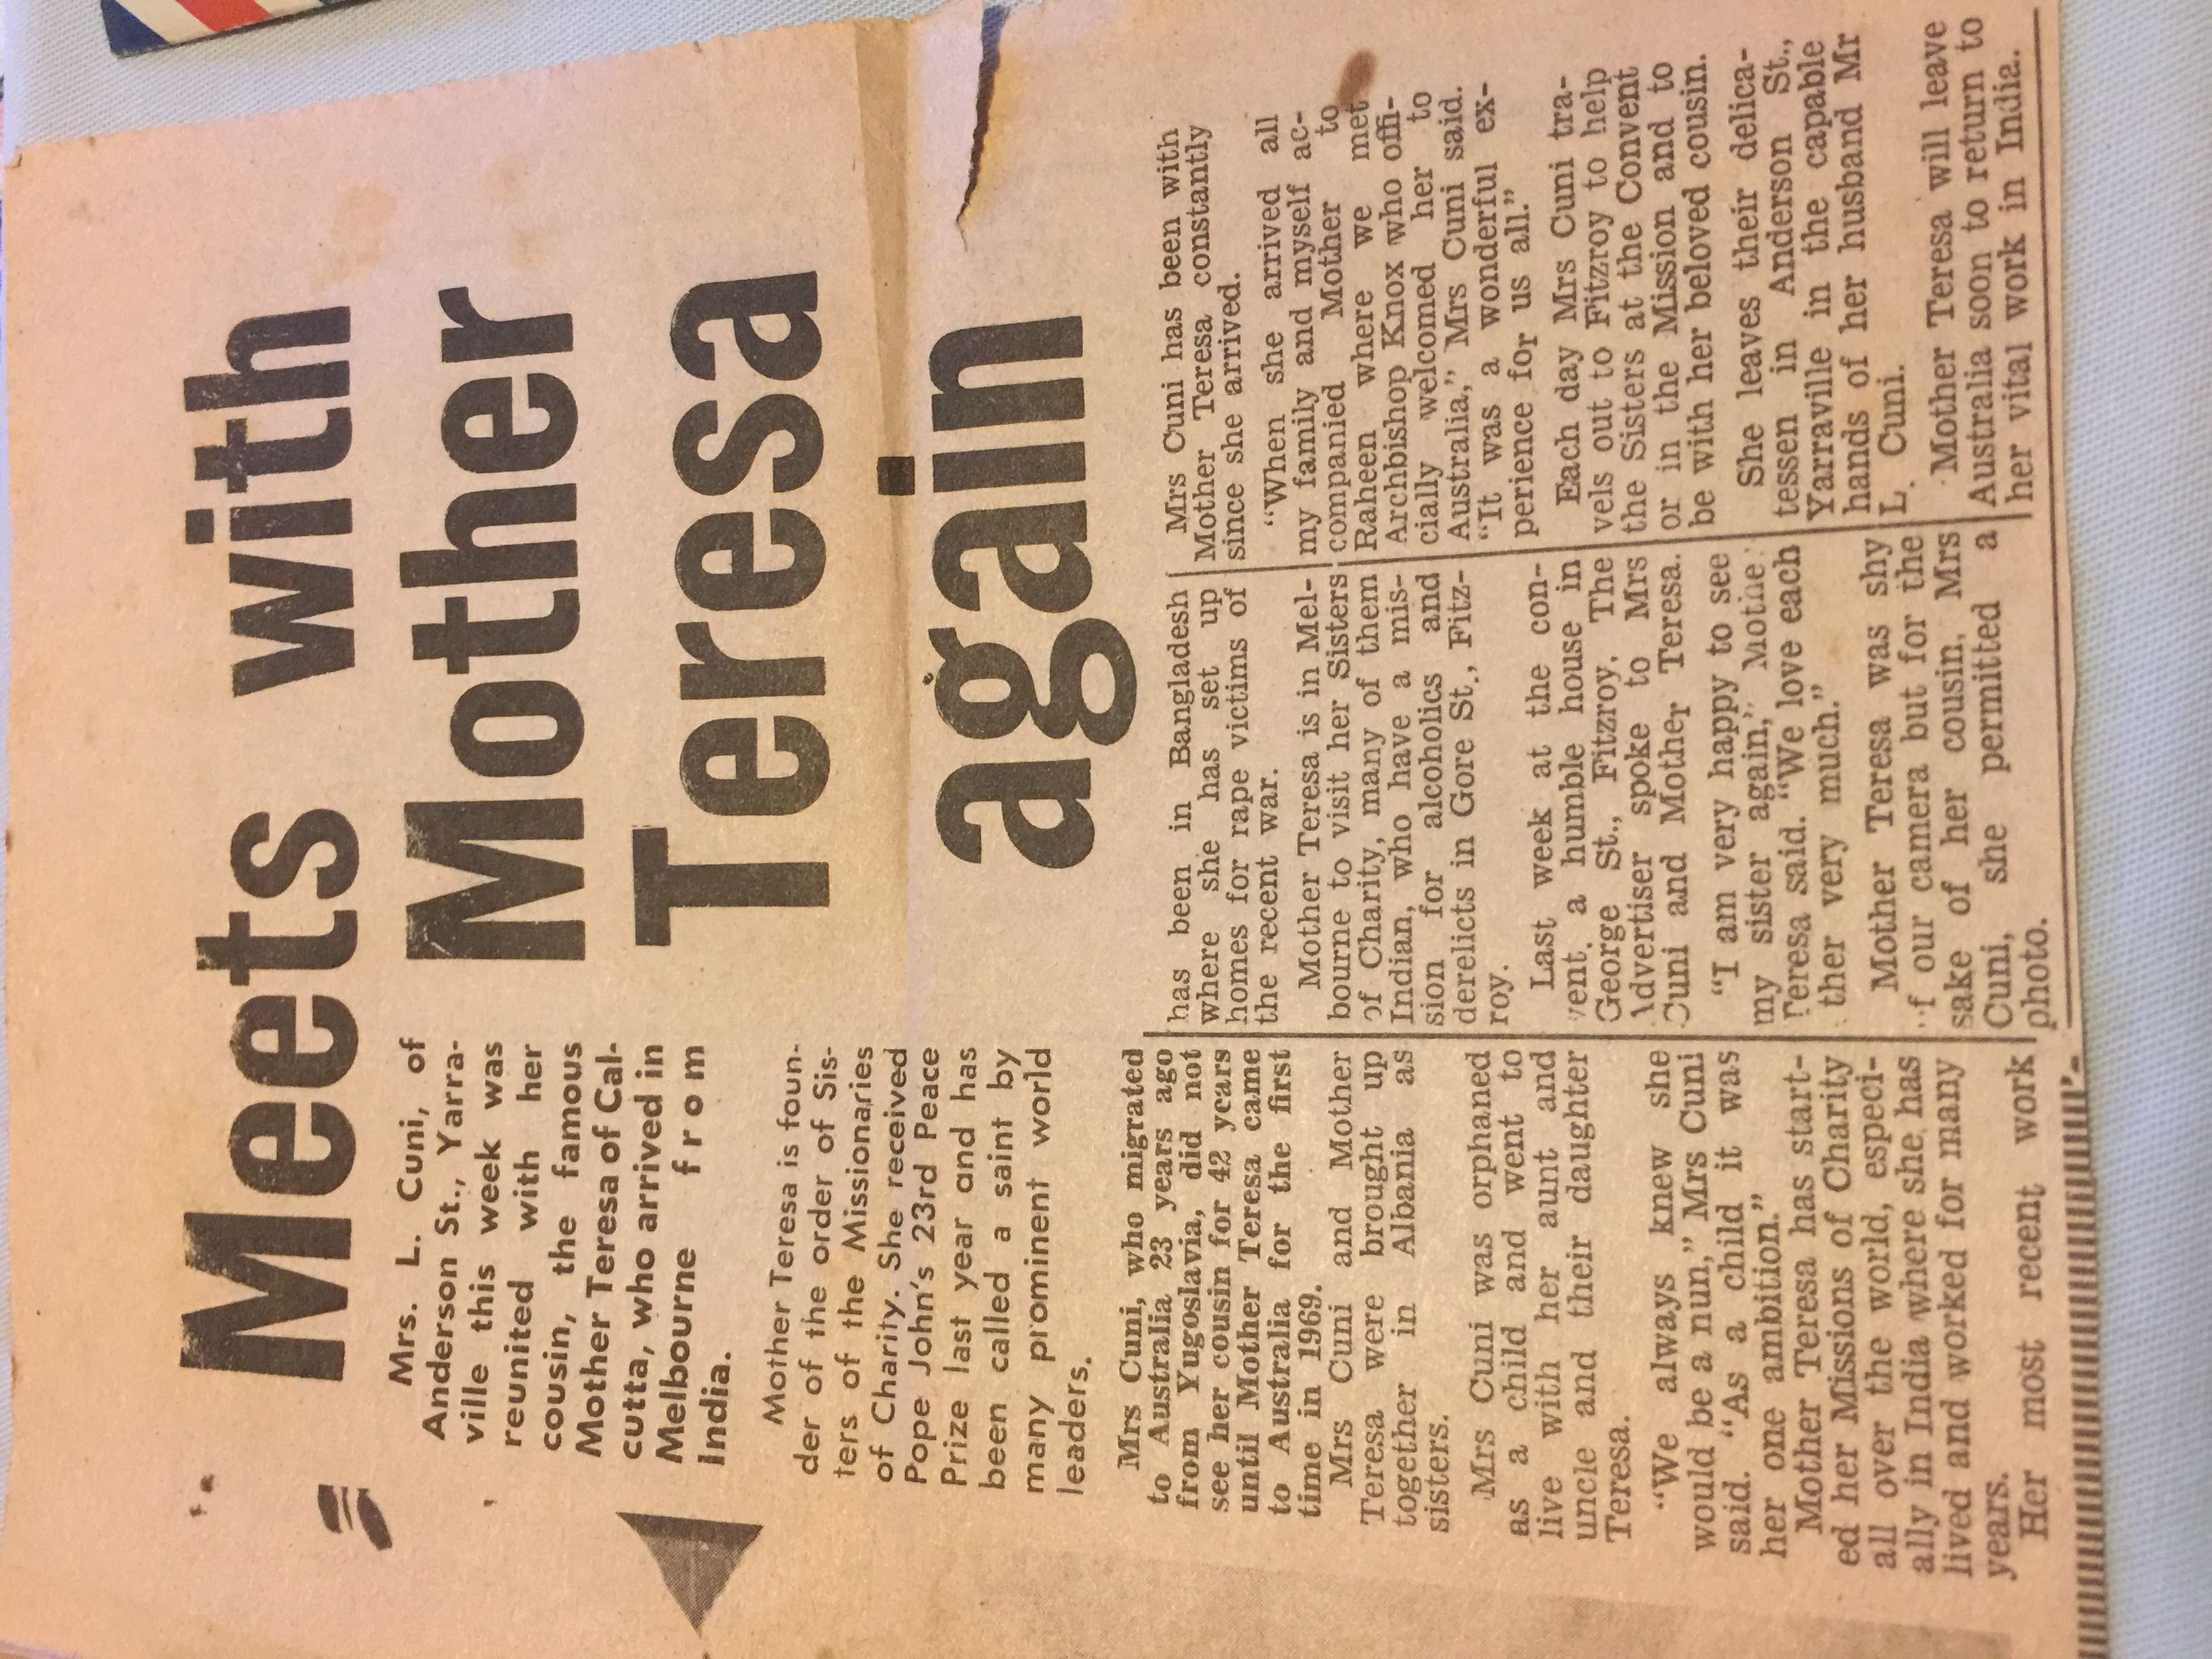 Meets with
Mother
Teresa
again
Mrs. L. Cuni, of
Anderson St., Yarra-
ville this week was
reunited with her
cousin, the famous
Mother Teresa of Cal-
cutta, who arrived in
Melbourne from
India.
Mother Teresa is foun-
der of the order of Sis-
ters of the Missionaries
of Charity. She received
Pope John's 23rd Peace
Prize last year and has
been called a saint by
many prominent world
leaders.
Mrs Cuni, who migrated
to Australia 23 years ago
from Yugoslavia, did not
see her cousin for 42 years
until Mother Teresa came
to Australia for the first
time in 1969.
Mrs Cuni and Mother
Teresa were brought up
together in Albania as
sisters.
Mrs Cuni was orphaned
as a child and went to
live with her aunt and
uncle and their daughter
Teresa.
"We always knew she
would be a nun," Mrs Cuni
said. "As a child it was
her one ambition."
Mother Teresa has start-
ed her Missions of Charity
all over the world, especi-
ally in India where she has
lived and worked for many
years.
Her most recent work
has been in Bangladesh
where she has set up
homes for rape victims of
the recent war.
Mother Teresa is in Mel-
bourne to visit her Sisters
of Charity, many of them
Indian, who have a mis-
sion for alcoholics and
derelicts in Gore St., Fitz-
roy.
Last week at the con-
vent, a humble house in
George St., Fitzroy. The
Advertiser spoke to Mrs
Cuni and Mother Teresa.
"I am very happy to see
my sister again," Mothe
Teresa said. "We love each
ther very much."
Mother Teresa was shy
f our camera but for the
sake of her cousin, Mrs
Cuni, she permitted a
photo.
Mrs Cuni has been with
Mother Teresa constantly
since she arrived.
"When she arrived all
my family and myself ac-
companied Mother to
Raheen where we met
Archbishop Knox who offi-
cially welcomed her to
Australia," Mrs Cuni said.
"It was a wonderful ex-
perience for us all."
Each day Mrs Cuni tra-
vels out to Fitzroy to help
the Sisters at the Convent
or in the Mission and to
be with her beloved cousin.
She leaves their delica-
tessen in Anderson St.,
Yarraville in the capable
hands of her husband Mr
L. Cuni.
Mother Teresa will leave
Australia soon to return to
her vital work in India.